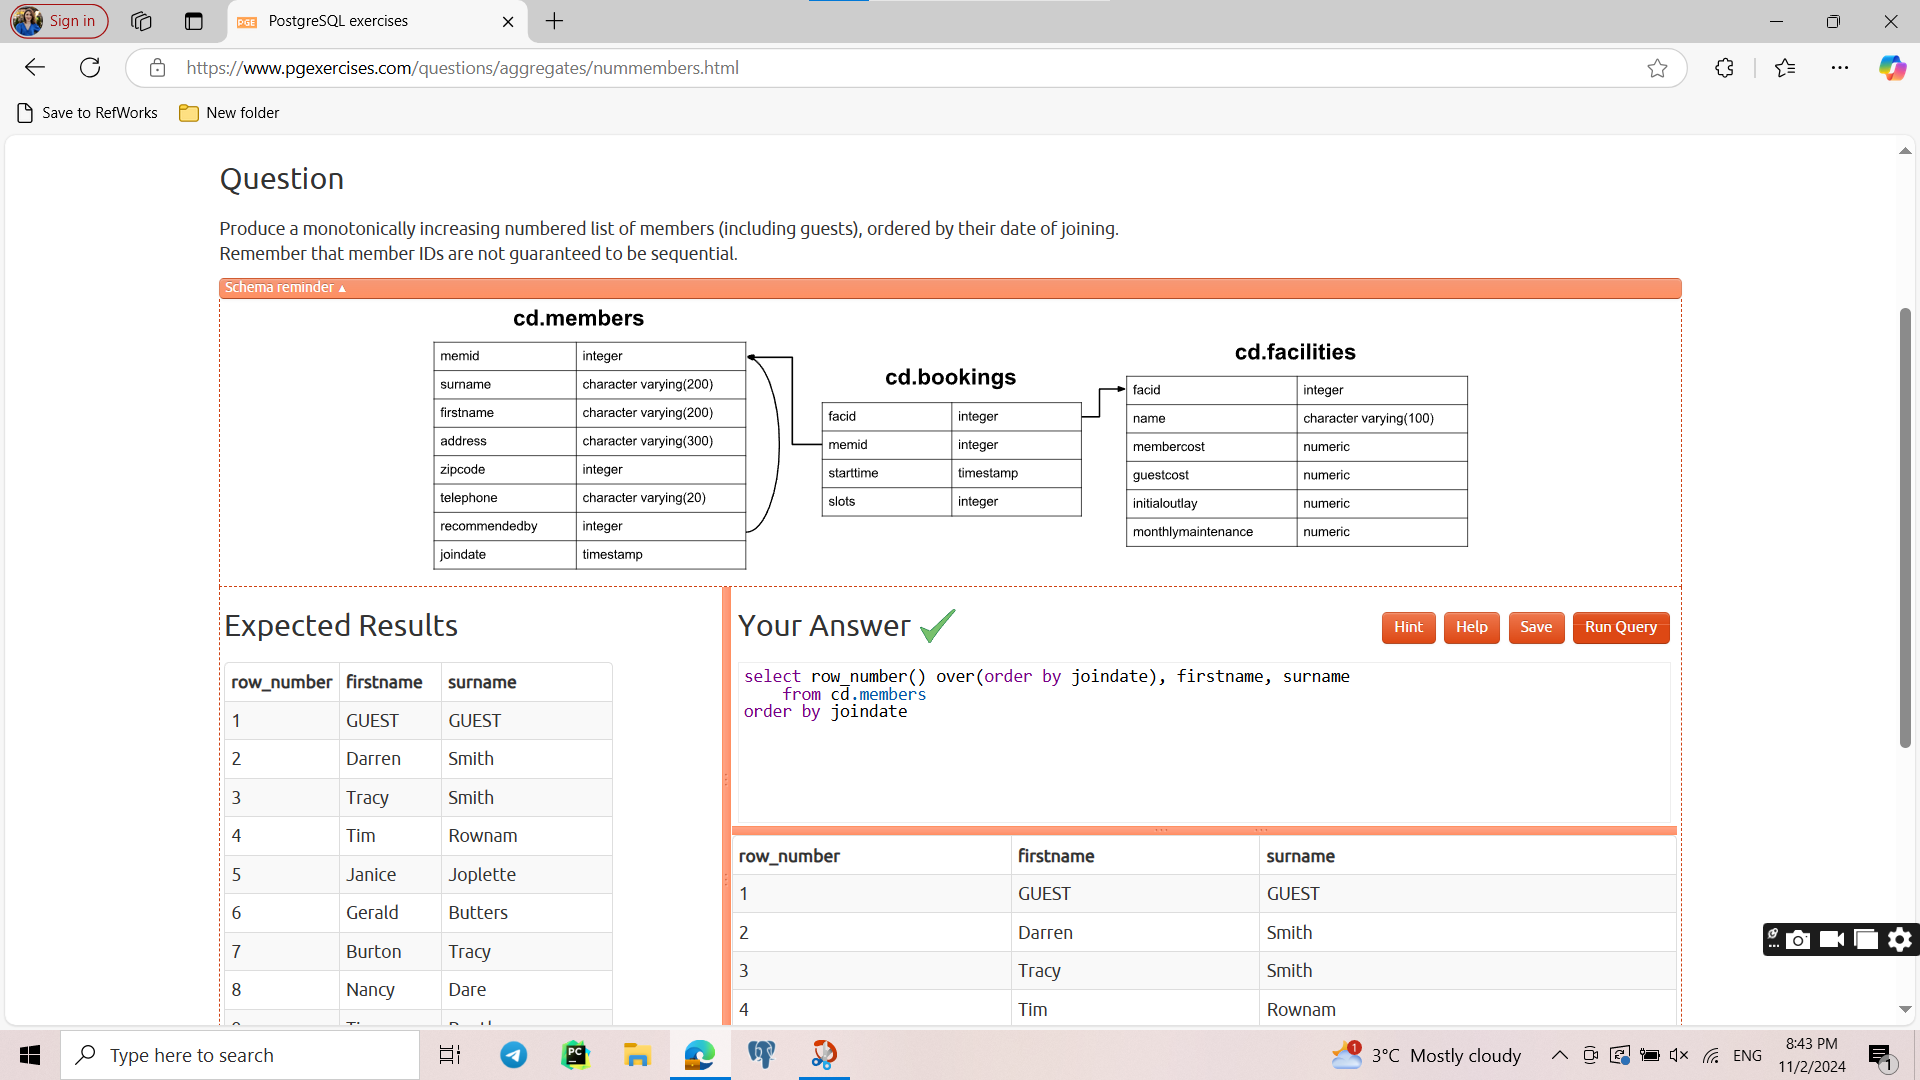 Sign in
PostgreSQL exercises
https://www.pgexercises.com/questions/aggregates/nummembers.html
Save to RefWorks
New folder
Question
Produce a monotonically increasing numbered list of members (including guests), ordered by their date of joining.
Remember that member IDs are not guaranteed to be sequential.
Schema reminder ▲
cd.members
memid integer
surname character varying(200)
firstname character varying(200)
address character varying(300)
zipcode integer
telephone character varying(20)
recommendedby integer
joindate timestamp
cd.bookings
facid integer
memid integer
starttime timestamp
slots integer
cd.facilities
facid integer
name character varying(100)
membercost numeric
guestcost numeric
initialoutlay numeric
monthlymaintenance numeric
Expected Results
row_number firstname surname
1 GUEST GUEST
2 Darren Smith
3 Tracy Smith
4 Tim Rownam
5 Janice Joplette
6 Gerald Butters
7 Burton Tracy
8 Nancy Dare
Your Answer
Hint Help Save Run Query
select row_number() over(order by joindate), firstname, surname
from cd.members
order by joindate
row_number firstname surname
1 GUEST GUEST
2 Darren Smith
3 Tracy Smith
4 Tim Rownam
Type here to search
PC
1
3°C Mostly cloudy
ENG
8:43 PM
11/2/2024
1